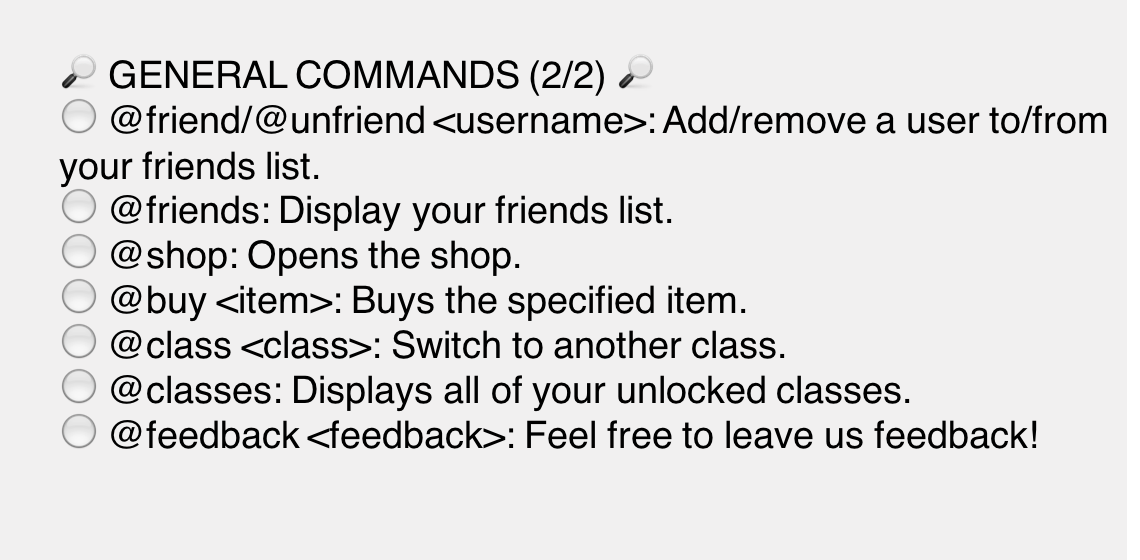 🔎 GENERAL COMMANDS (2/2) 🔎
⚪ @friend/@unfriend <username>: Add/remove a user to/from
your friends list.
⚪ @friends: Display your friends list.
⚪ @shop: Opens the shop.
⚪ @buy <item>: Buys the specified item.
⚪ @class <class>: Switch to another class.
⚪ @classes: Displays all of your unlocked classes.
⚪ @feedback <feedback>: Feel free to leave us feedback!